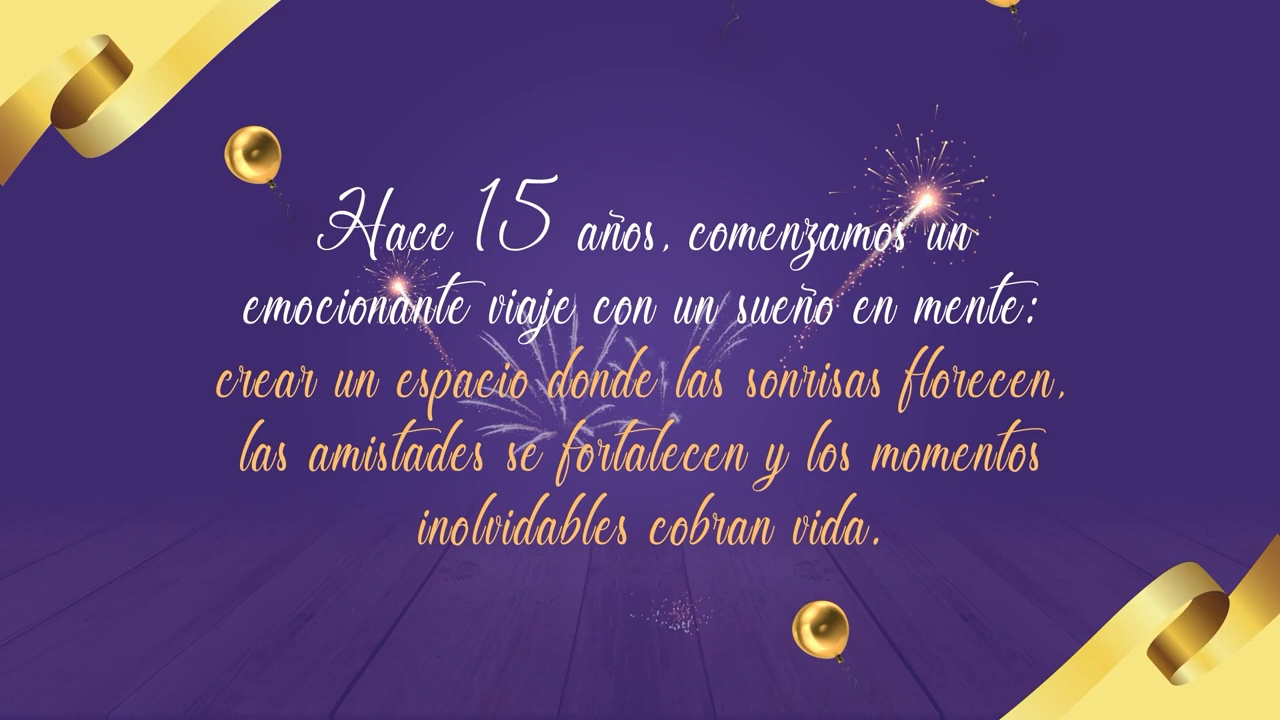 Hace 15 años, comenzamos un
emocionante viaje con un sueño en mente:
crear un espacio donde las sonrisas florecen,
las amistades se fortalecen y los momentos
inolvidables cobran vida.